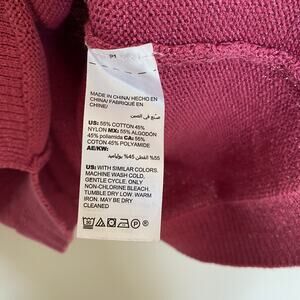 P1
MADE IN CHINA/ HECHO EN
CHINA/ FABRIQUÉ EN
CHINE/
صنع في الصين
US: 55% COTTON 45%
NYLON MX: 55% ALGODÓN
45% poliamida CA: 55%
COTON 45% POLYAMIDE
AE/KW:
55% القطن 45% بوليامید
US: WITH SIMILAR COLORS.
MACHINE WASH COLD,
GENTLE CYCLE. ONLY
NON-CHLORINE BLEACH.
TUMBLE DRY LOW. WARM
IRON. MAY BE DRY
CLEANED